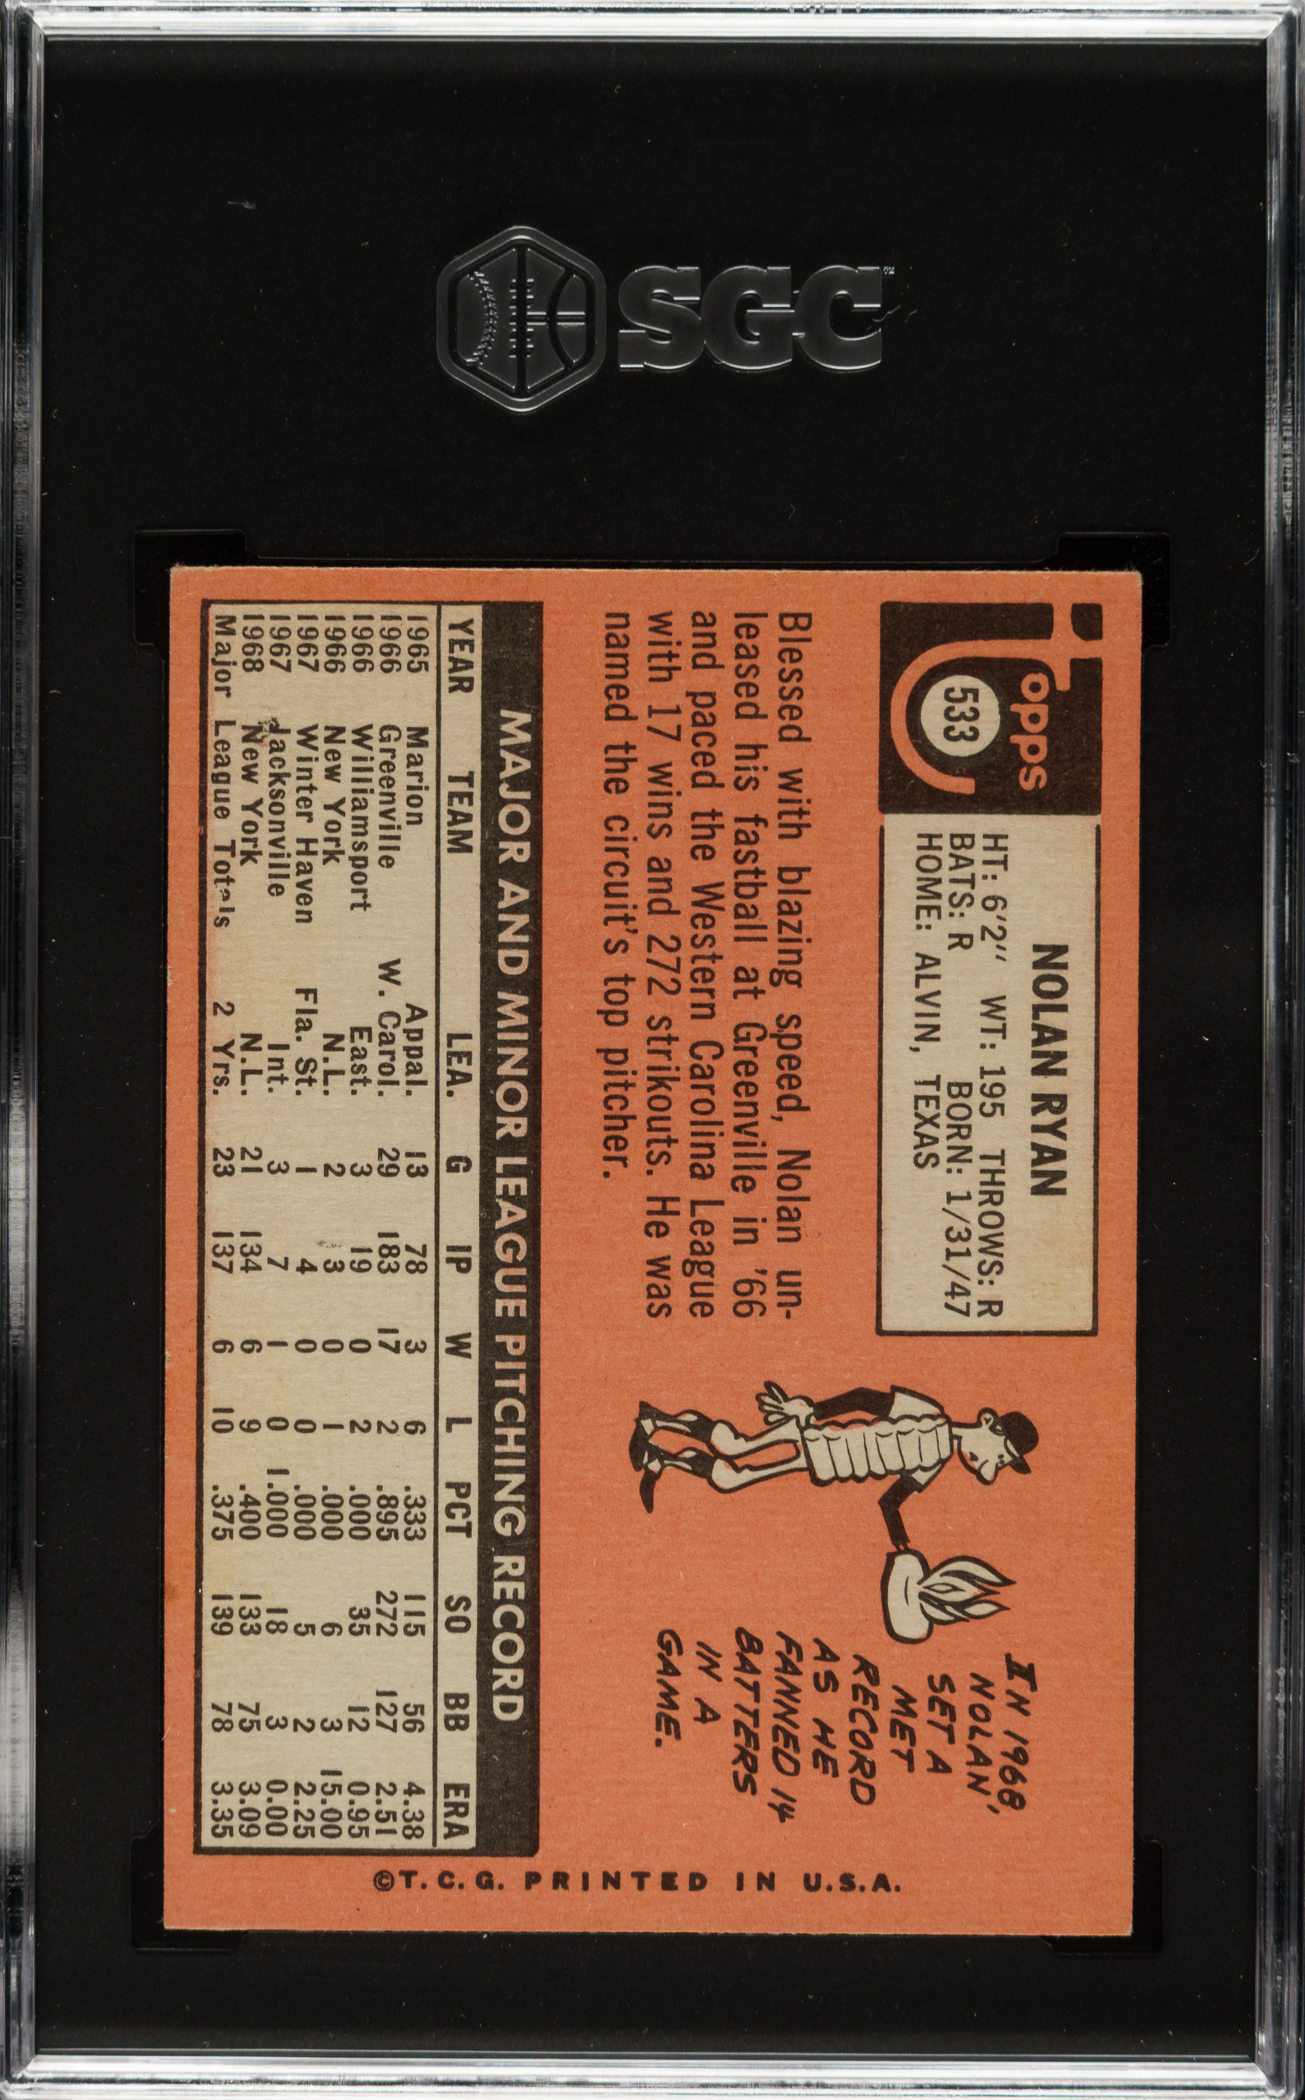 SGC™
Topps
533
NOLAN RYAN
HT: 6'2" WT: 195 THROWS: R
BATS: R BORN: 1/31/47
HOME: ALVIN, TEXAS
Blessed with blazing speed, Nolan un-
leased his fastball at Greenville in '66
and paced the Western Carolina League
with 17 wins and 272 strikouts. He was
named the circuit's top pitcher.
IN 1968,
NOLAN
SET A
MET
RECORD
AS HE
FANNED 14
BATTERS
IN A
GAME.
MAJOR AND MINOR LEAGUE PITCHING RECORD
YEAR TEAM LEA. G IP W L PCT SO BB ERA
1965 Marion Appal. 13 78 3 6 .333 115 56 4.38
1966 Greenville W. Carol. 29 183 17 2 .895 272 127 2.51
1966 Williamsport East. 3 19 0 2 .000 35 12 0.95
1966 New York N.L. 2 3 0 1 .000 6 3 15.00
1967 Winter Haven Fla. St. 1 4 0 0 .000 5 2 2.25
1967 Jacksonville Int. 3 7 1 0 1.000 18 3 0.00
1968 New York N.L. 21 134 6 9 .400 133 75 3.09
Major League Totals 2 Yrs. 23 137 6 10 .375 139 78 3.35
©T.C.G. PRINTED IN U.S.A.